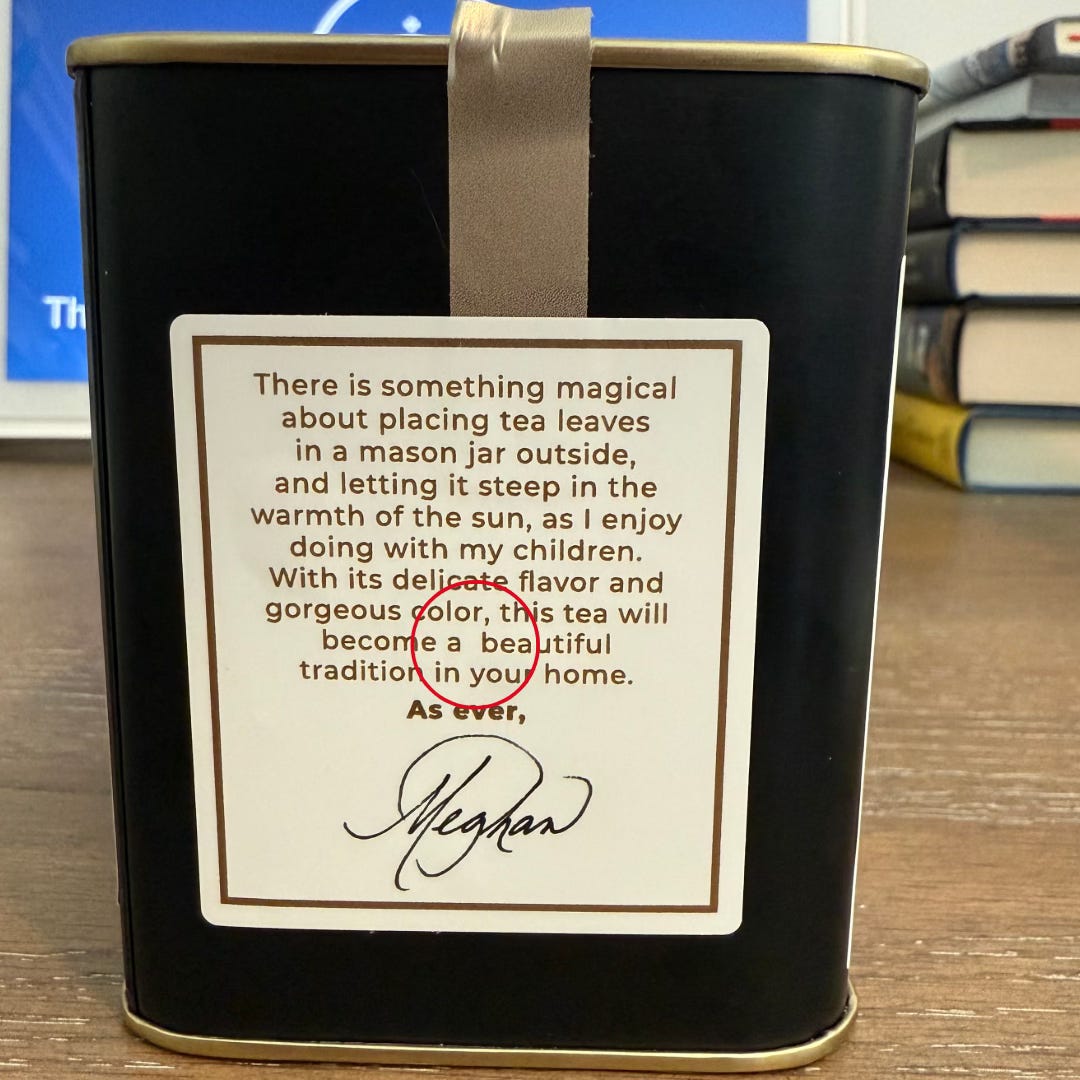 Th
There is something magical
about placing tea leaves
in a mason jar outside,
and letting it steep in the
warmth of the sun, as I enjoy
doing with my children.
With its delicate flavor and
gorgeous color, this tea will
become a  beautiful
tradition in your home.
As ever,
Meghan